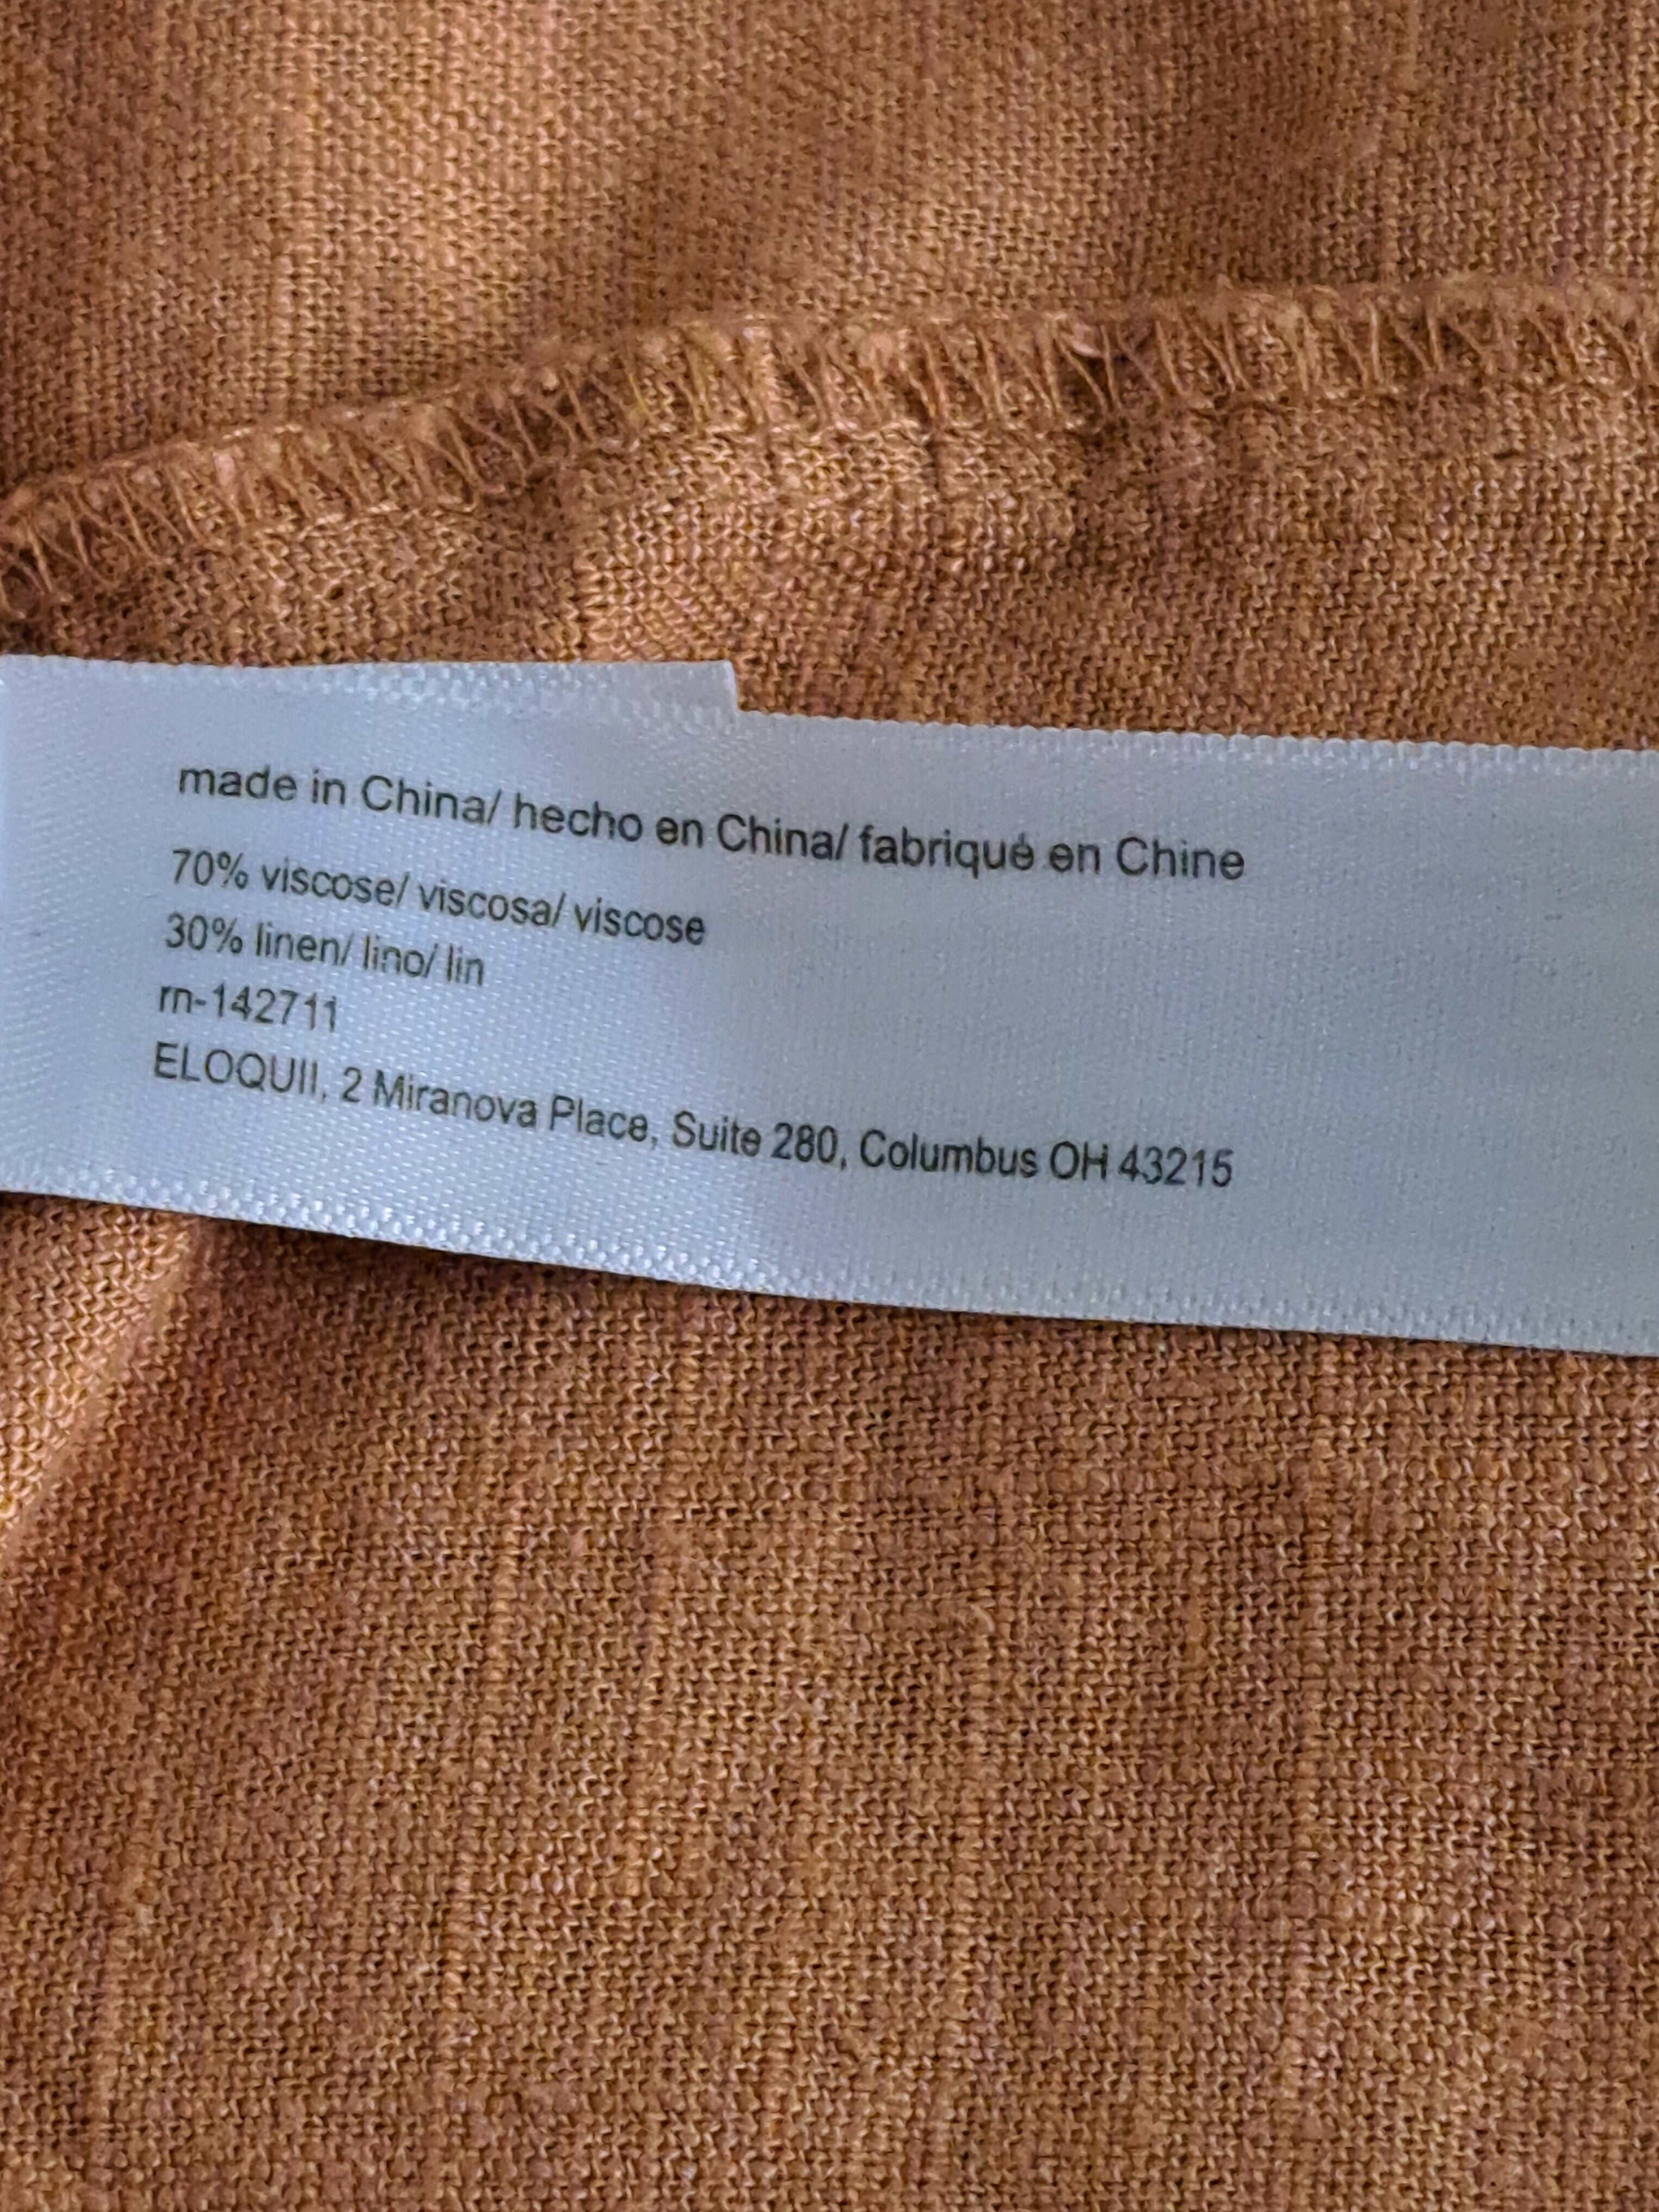 made in China/ hecho en China/ fabriqué en Chine
70% viscose/ viscosa/ viscose
30% linen/ lino/ lin
rn-142711
ELOQUII, 2 Miranova Place, Suite 280, Columbus OH 43215